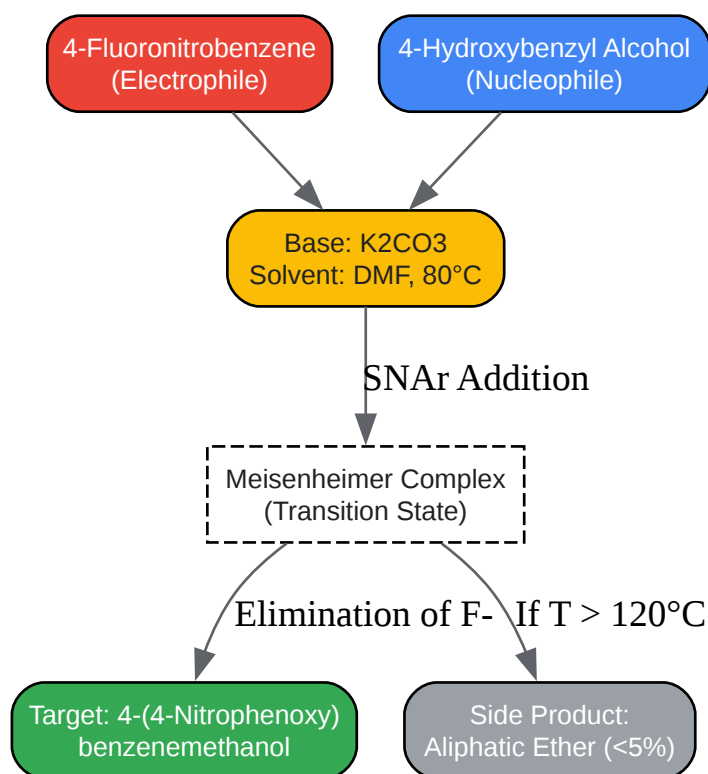 4-Fluoronitrobenzene
(Electrophile)
4-Hydroxybenzyl Alcohol
(Nucleophile)
Base: K2CO3
Solvent: DMF, 80°C
SNAr Addition
Meisenheimer Complex
(Transition State)
Elimination of F-
If T > 120°C
Target: 4-(4-Nitrophenoxy)
benzenemethanol
Side Product:
Aliphatic Ether (<5%)